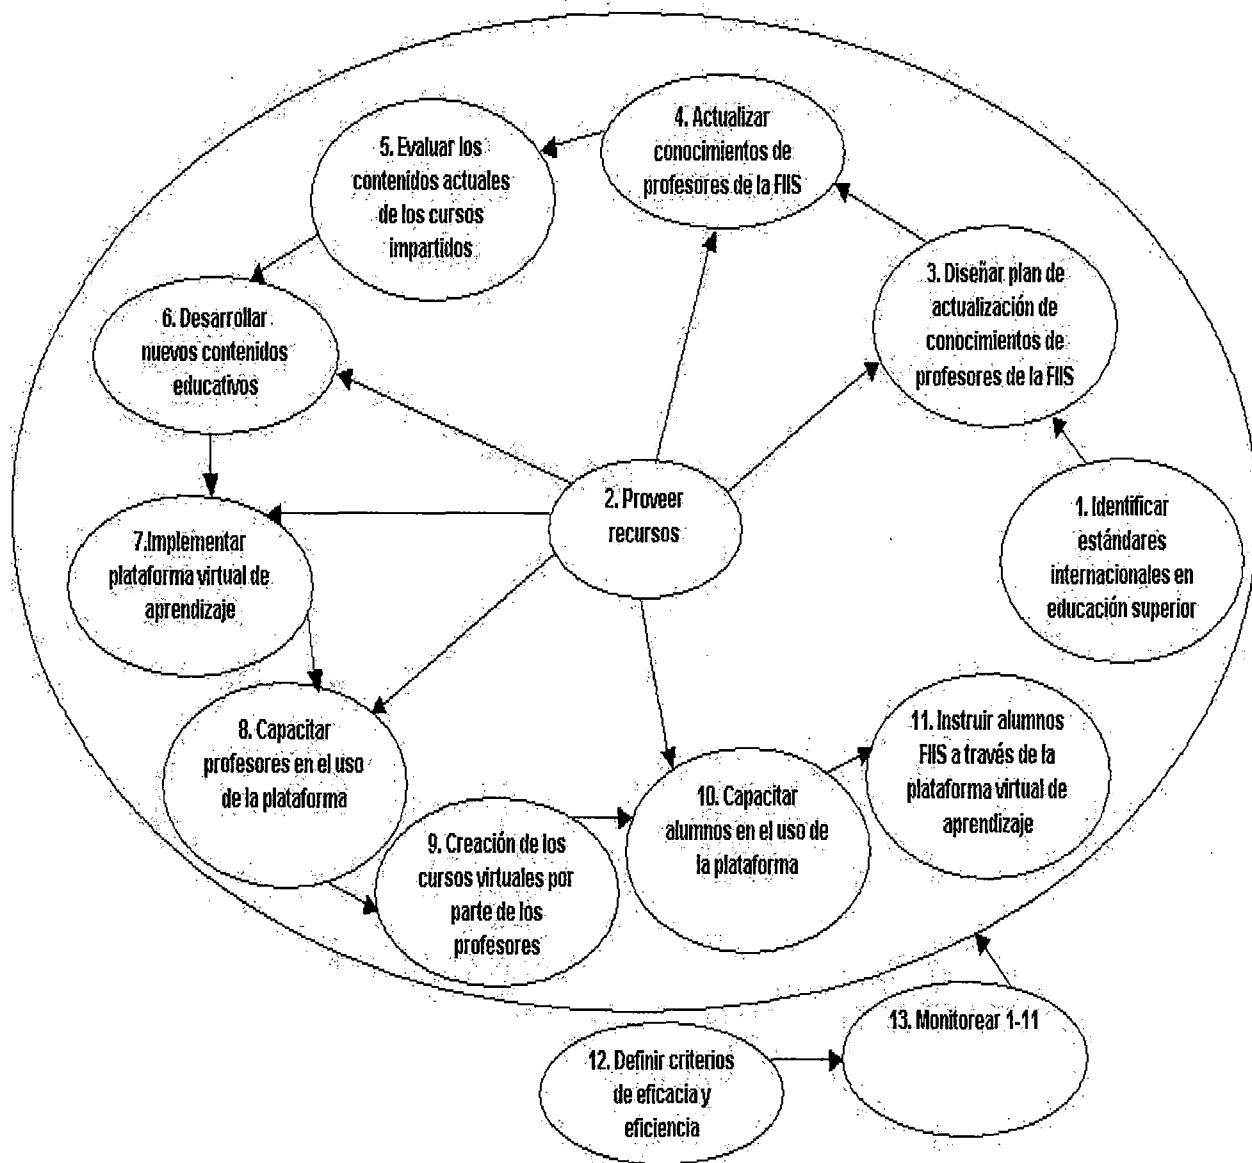 4. Actualizar
conocimientos de
profesores de la FIIS
5. Evaluar los
contenidos actuales
de los cursos
impartidos
3. Diseñar plan de
actualización de
conocimientos de
profesores de la FIIS
6. Desarrollar
nuevos contenidos
educativos
2. Proveer
recursos
1. Identificar
estándares
internacionales en
educación superior
7.Implementar
plataforma virtual de
aprendizaje
8. Capacitar
profesores en el uso
de la plataforma
11. Instruir alumnos
FIIS a través de la
plataforma virtual de
aprendizaje
10. Capacitar
alumnos en el uso de
la plataforma
9. Creación de los
cursos virtuales por
parte de los
profesores
13. Monitorear 1-11
12. Definir criterios
de eficacia y
eficiencia